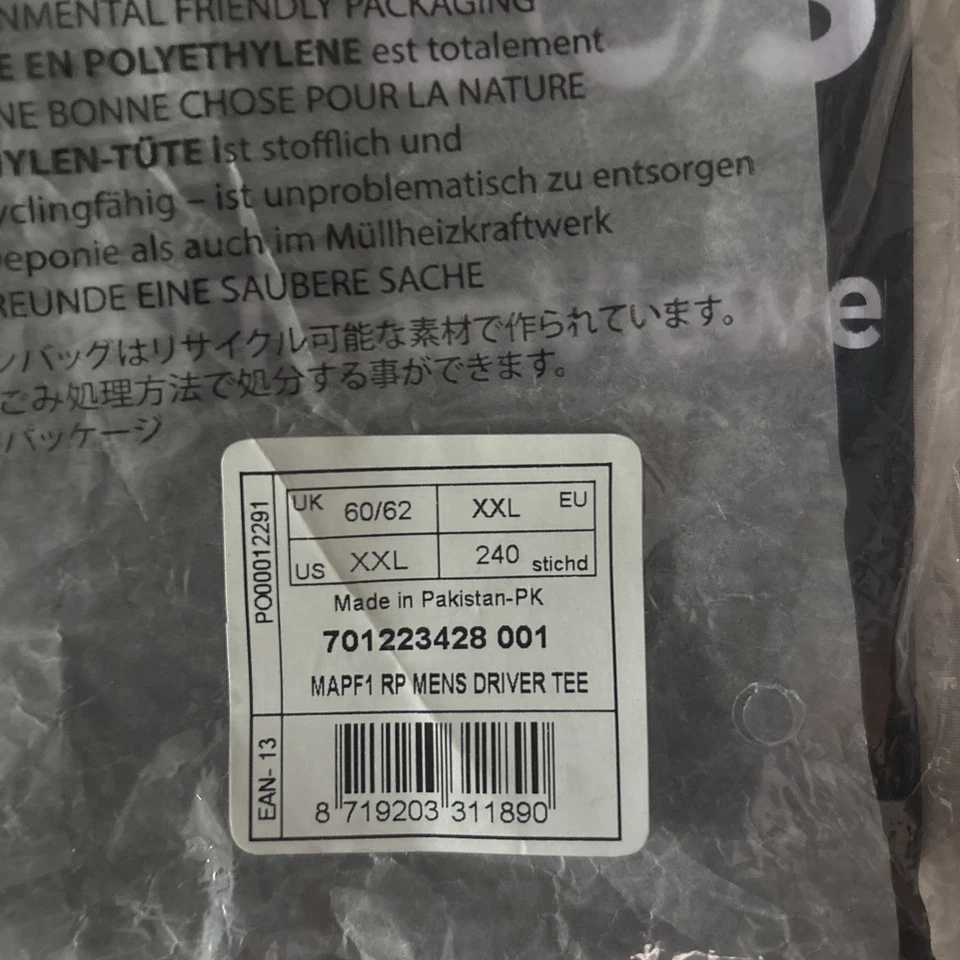 NMENTAL FRIENDLY PACKAGING
E EN POLYETHYLENE est totalement
NE BONNE CHOSE POUR LA NATURE
YLEN-TÜTE ist stofflich und
yclingfähig – ist unproblematisch zu entsorgen
eponie als auch im Müllheizkraftwerk
REUNDE EINE SAUBERE SACHE
ンバッグはリサイクル可能な素材で作られています。
ごみ処理方法で処分する事ができます。
パッケージ
e
PO00012291
UK 60/62 XXL EU
US XXL 240 stichd
Made in Pakistan-PK
701223428 001
MAPF1 RP MENS DRIVER TEE
EAN- 13
8 719203 311890